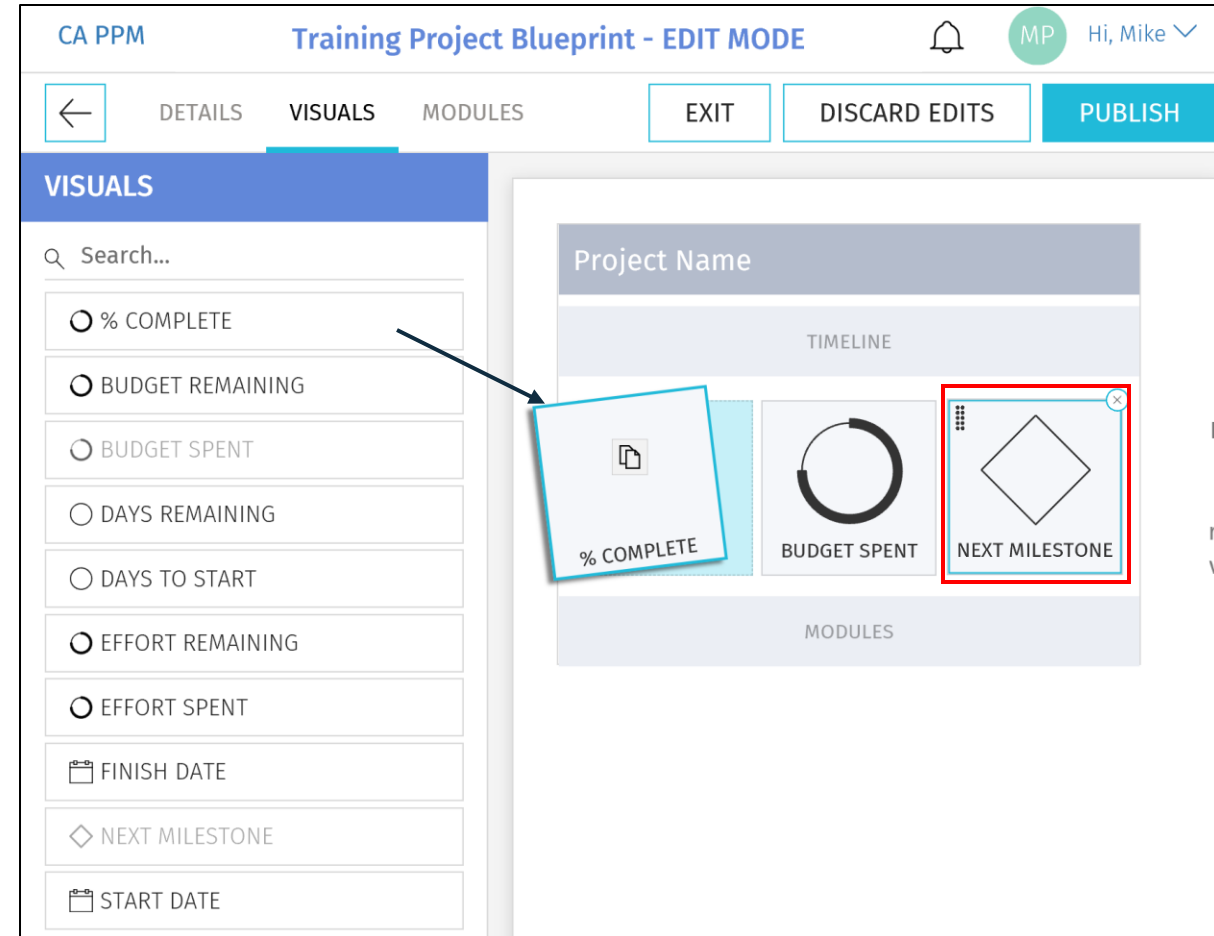 CA PPM
Training Project Blueprint - EDIT MODE
MP
Hi, Mike
DETAILS
VISUALS
MODULES
EXIT
DISCARD EDITS
PUBLISH
VISUALS
Search...
% COMPLETE
BUDGET REMAINING
BUDGET SPENT
DAYS REMAINING
DAYS TO START
EFFORT REMAINING
EFFORT SPENT
FINISH DATE
NEXT MILESTONE
START DATE
Project Name
TIMELINE
% COMPLETE
BUDGET SPENT
NEXT MILESTONE
MODULES